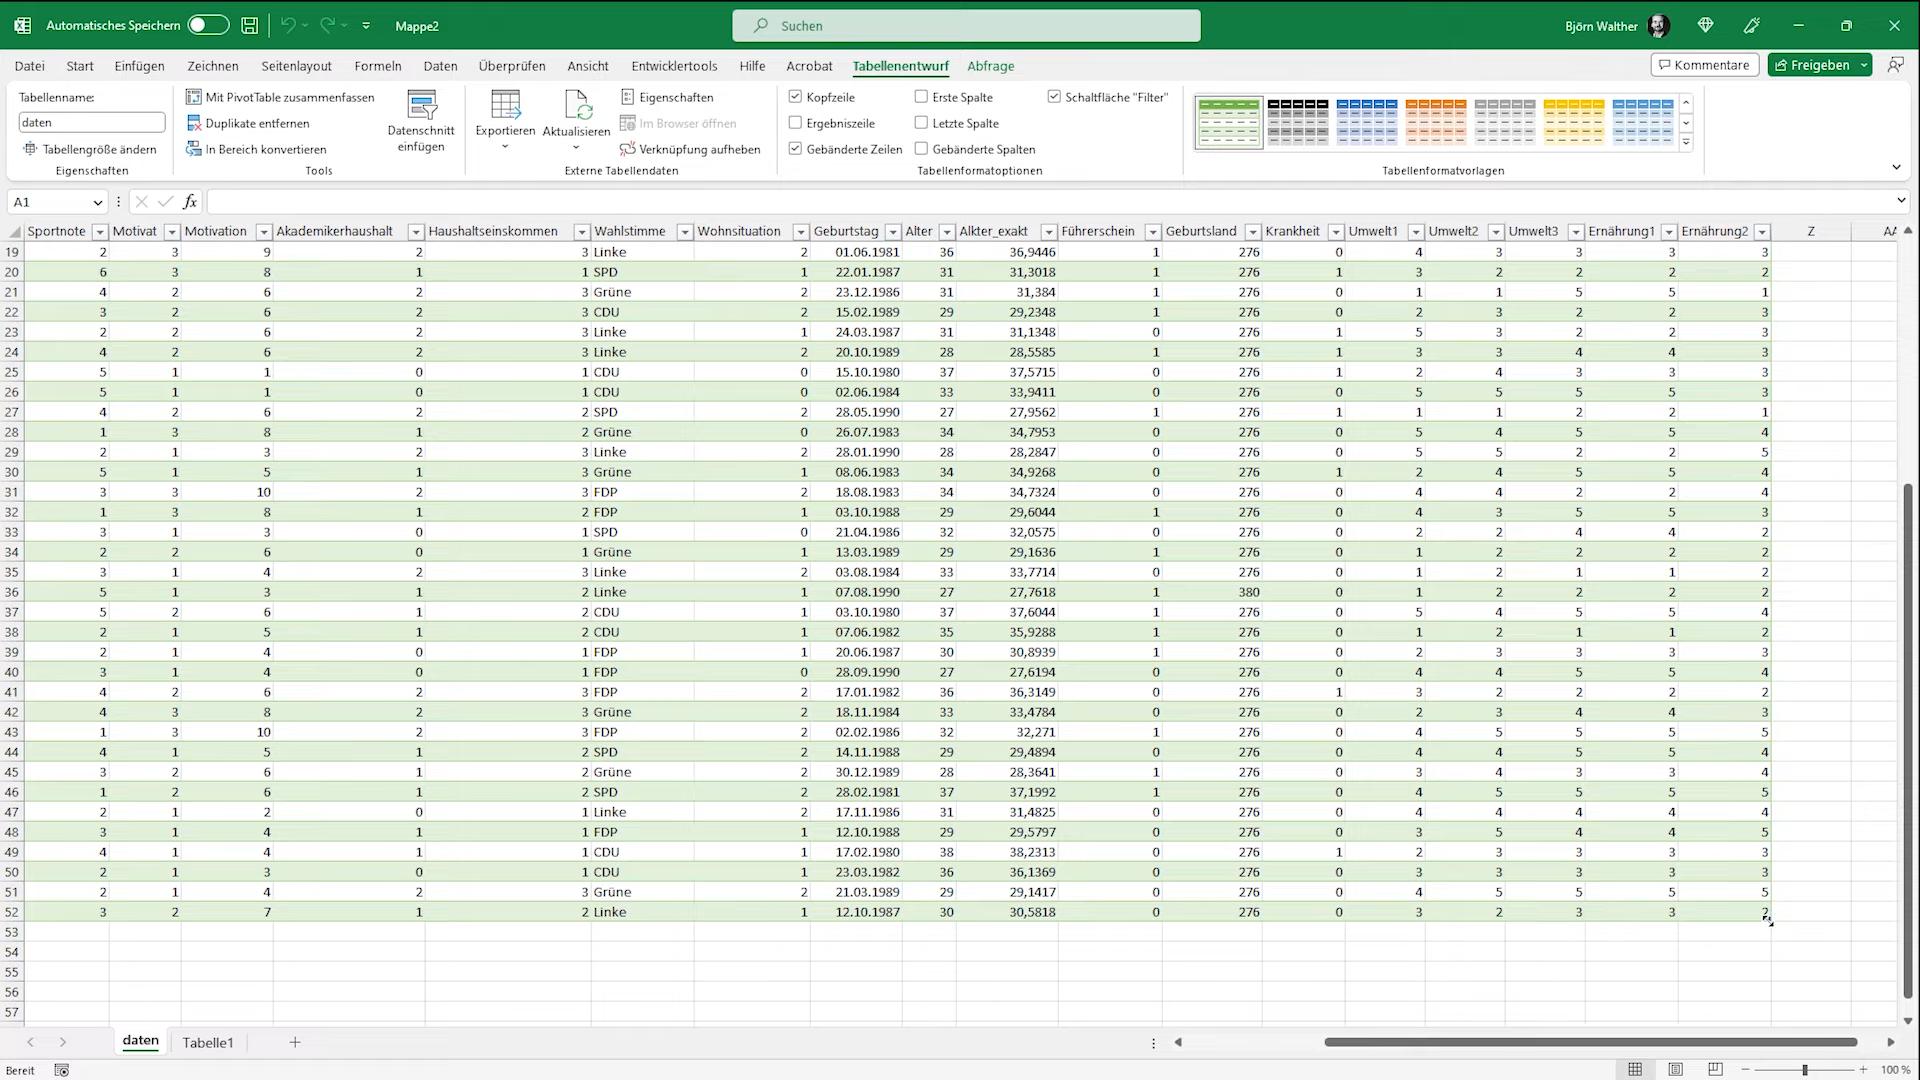 Automatisches Speichern Mappe2 Suchen Björn Walther
Datei Start Einfügen Zeichnen Seitenlayout Formeln Daten Überprüfen Ansicht Entwicklertools Hilfe Acrobat Tabellenentwurf Abfrage Kommentare Freigeben
Tabellenname:
daten
Tabellengröße ändern
Eigenschaften
Mit PivotTable zusammenfassen
Duplikate entfernen
In Bereich konvertieren
Tools
Datenschnitt
einfügen
Exportieren
Aktualisieren
Eigenschaften
Im Browser öffnen
Verknüpfung aufheben
Externe Tabellendaten
Kopfzeile
Ergebniszeile
Gebänderte Zeilen
Erste Spalte
Letzte Spalte
Gebänderte Spalten
Schaltfläche "Filter"
Tabellenformatoptionen
Tabellenformatvorlagen
A1 fx
Sportnote Motivat Motivation Akademikerhaushalt Haushaltseinskommen Wahlstimme Wohnsituation Geburtstag Alter Alkter_exakt Führerschein Geburtsland Krankheit Umwelt1 Umwelt2 Umwelt3 Ernährung1 Ernährung2 Z AA
19 2 3 9 2 3 Linke 2 01.06.1981 36 36,9446 1 276 0 4 3 3 3 3
20 6 3 8 1 1 SPD 1 22.01.1987 31 31,3018 1 276 1 3 2 2 2 2
21 4 2 6 2 3 Grüne 2 23.12.1986 31 31,384 1 276 0 1 1 5 5 1
22 3 2 6 2 3 CDU 2 15.02.1989 29 29,2348 1 276 0 2 3 2 2 3
23 2 2 6 2 3 Linke 1 24.03.1987 31 31,1348 0 276 1 5 3 2 2 3
24 4 2 6 2 3 Linke 2 20.10.1989 28 28,5585 1 276 1 3 3 4 4 3
25 5 1 1 0 1 CDU 0 15.10.1980 37 37,5715 0 276 1 2 4 3 3 3
26 5 1 1 0 1 CDU 0 02.06.1984 33 33,9411 0 276 0 5 5 5 5 3
27 4 2 6 2 2 SPD 2 28.05.1990 27 27,9562 1 276 1 1 1 2 2 1
28 1 3 8 1 2 Grüne 0 26.07.1983 34 34,7953 0 276 0 5 4 5 5 4
29 2 1 3 2 3 Linke 1 28.01.1990 28 28,2847 0 276 0 5 5 2 2 5
30 5 1 5 1 3 Grüne 1 08.06.1983 34 34,9268 0 276 1 2 4 5 5 4
31 3 3 10 2 3 FDP 2 18.08.1983 34 34,7324 0 276 0 4 4 2 2 4
32 1 3 8 1 2 FDP 1 03.10.1988 29 29,6044 1 276 0 4 3 5 5 3
33 3 1 3 0 1 SPD 0 21.04.1986 32 32,0575 0 276 0 2 2 4 4 2
34 2 2 6 0 1 Grüne 1 13.03.1989 29 29,1636 1 276 0 1 2 2 2 2
35 3 1 4 2 3 Linke 2 03.08.1984 33 33,7714 0 276 0 1 2 1 1 2
36 5 1 3 1 2 Linke 1 07.08.1990 27 27,7618 1 380 0 1 2 2 2 2
37 5 2 6 1 2 CDU 1 03.10.1980 37 37,6044 1 276 0 5 4 5 5 4
38 2 1 5 1 2 CDU 1 07.06.1982 35 35,9288 1 276 0 1 2 1 1 2
39 2 1 4 0 1 FDP 1 20.06.1987 30 30,8939 1 276 0 2 3 3 3 3
40 3 1 4 0 1 FDP 0 28.09.1990 27 27,6194 0 276 0 4 4 5 5 4
41 4 2 6 2 3 FDP 2 17.01.1982 36 36,3149 0 276 1 3 2 2 2 2
42 4 3 8 2 3 Grüne 2 18.11.1984 33 33,4784 0 276 0 2 3 4 4 3
43 1 3 10 2 3 FDP 2 02.02.1986 32 32,271 1 276 0 4 5 5 5 5
44 4 1 5 1 2 SPD 2 14.11.1988 29 29,4894 0 276 0 4 4 5 5 4
45 3 2 6 1 2 Grüne 2 30.12.1989 28 28,3641 1 276 0 3 4 3 3 4
46 1 2 6 1 2 SPD 2 28.02.1981 37 37,1992 1 276 0 4 5 5 5 5
47 2 1 2 0 1 Linke 2 17.11.1986 31 31,4825 0 276 0 4 4 4 4 4
48 3 1 4 1 1 FDP 1 12.10.1988 29 29,5797 0 276 0 3 5 4 4 5
49 4 1 4 1 1 CDU 1 17.02.1980 38 38,2313 0 276 1 2 3 3 3 3
50 2 1 3 0 1 CDU 1 23.03.1982 36 36,1369 0 276 0 3 3 3 3 3
51 2 1 4 2 3 Grüne 2 21.03.1989 29 29,1417 0 276 0 4 5 5 5 5
52 3 2 7 1 2 Linke 1 12.10.1987 30 30,5818 0 276 0 3 2 3 3 2
53
54
55
56
57
daten Tabelle1
Bereit 100 %